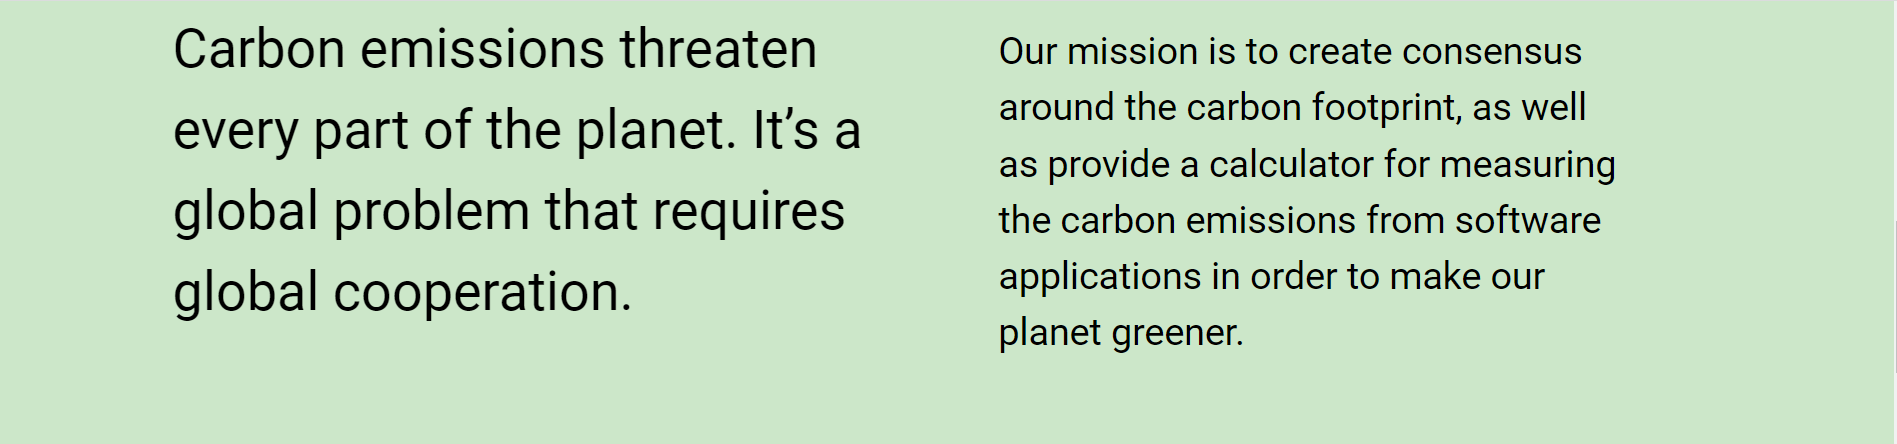 Carbon emissions threaten
every part of the planet. It’s a
global problem that requires
global cooperation.
Our mission is to create consensus
around the carbon footprint, as well
as provide a calculator for measuring
the carbon emissions from software
applications in order to make our
planet greener.